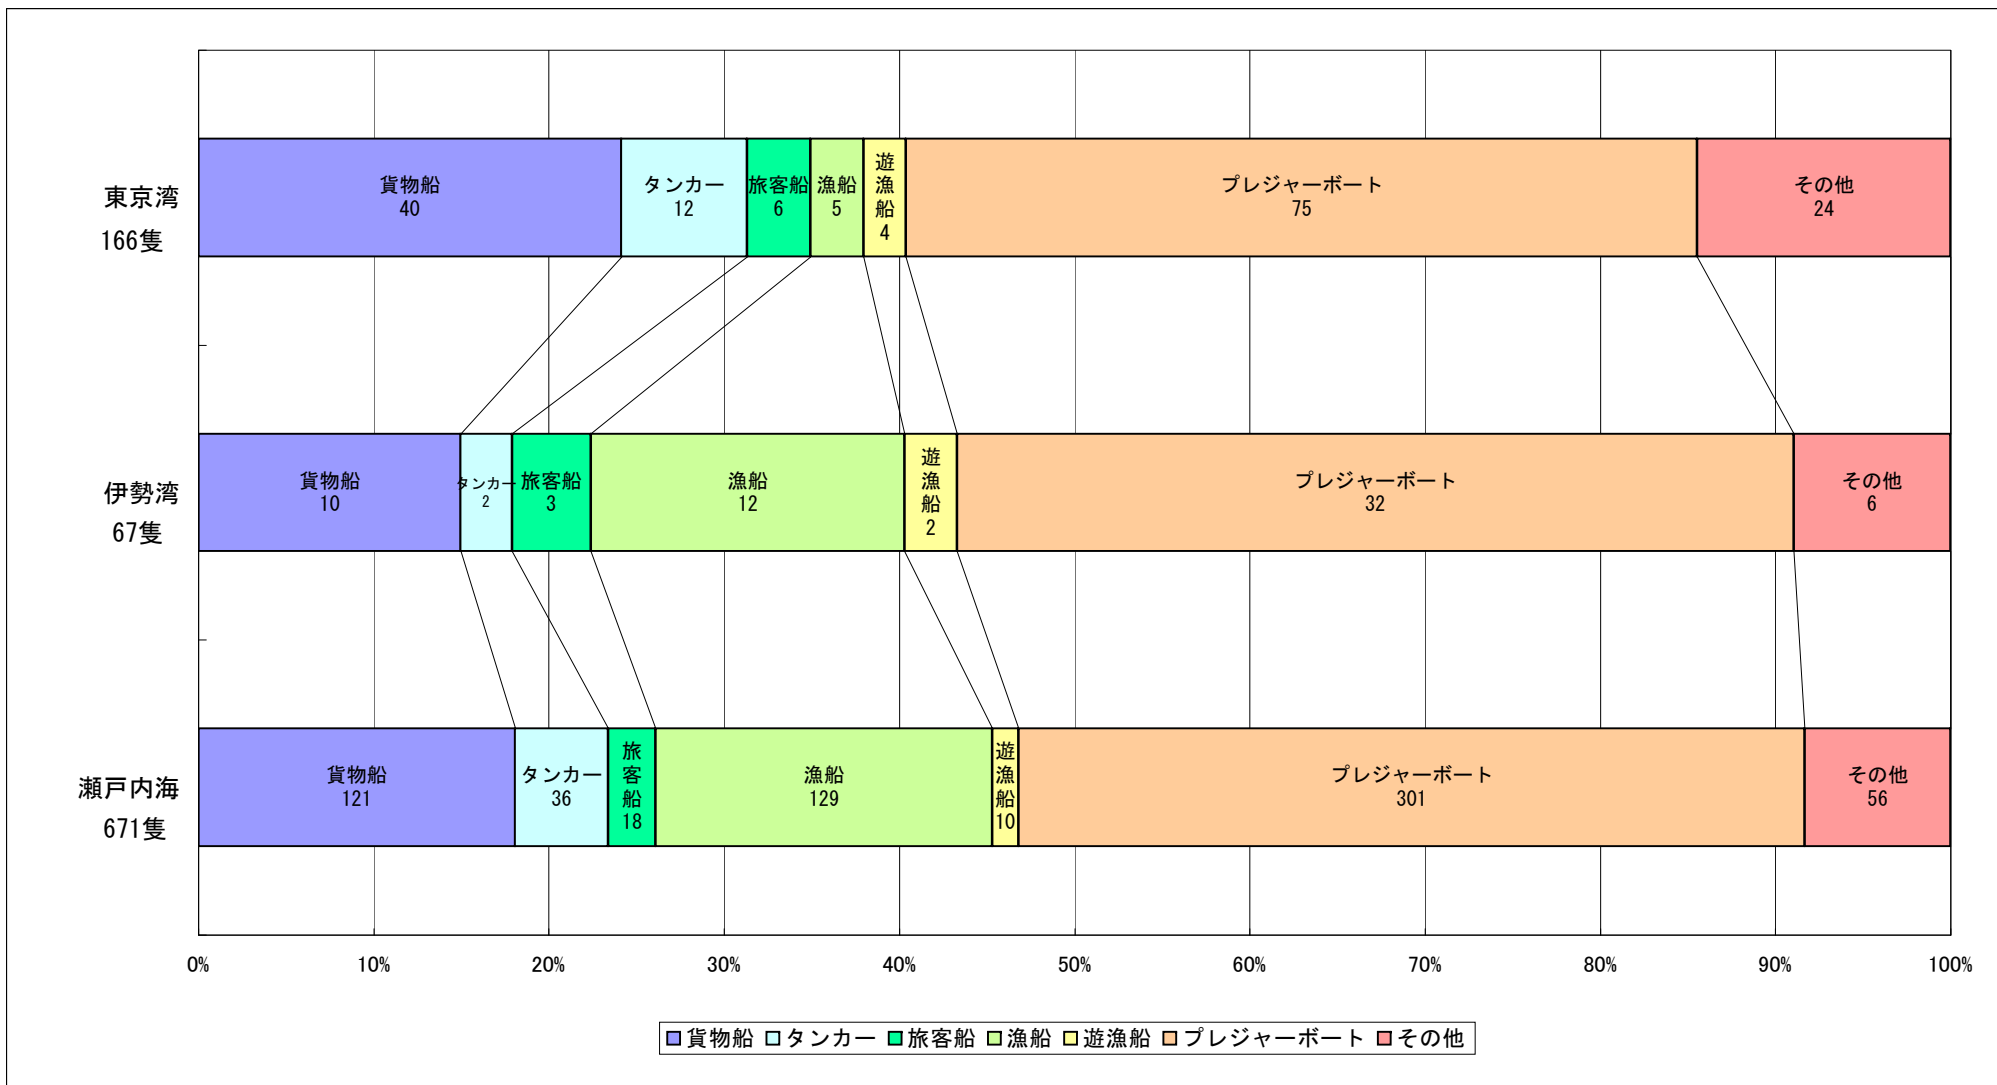 東京湾
166隻
貨物船
40
タンカー
12
旅客船
6
漁船
5
遊漁船
4
プレジャーボート
75
その他
24
伊勢湾
67隻
貨物船
10
タンカー
2
旅客船
3
漁船
12
遊漁船
2
プレジャーボート
32
その他
6
瀬戸内海
671隻
貨物船
121
タンカー
36
旅客船
18
漁船
129
遊漁船
10
プレジャーボート
301
その他
56
0% 10% 20% 30% 40% 50% 60% 70% 80% 90% 100%
貨物船 タンカー 旅客船 漁船 遊漁船 プレジャーボート その他